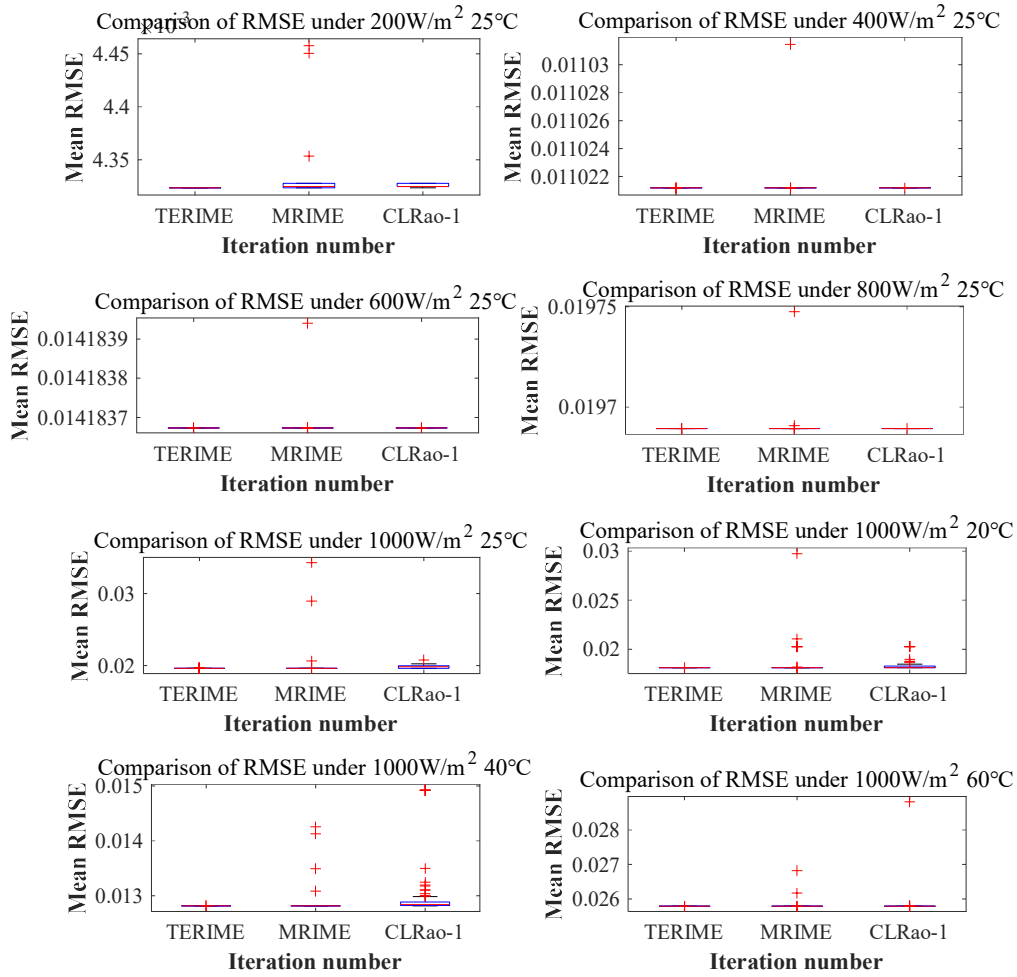 Comparison of RMSE under 200W/m² 25℃
4.45
4.4
4.35
Mean RMSE
TERIME MRIME CLRao-1
Iteration number
Comparison of RMSE under 400W/m² 25℃
0.01103
0.011028
0.011026
0.011024
0.011022
Mean RMSE
TERIME MRIME CLRao-1
Iteration number
Comparison of RMSE under 600W/m² 25℃
0.0141839
0.0141838
0.0141837
Mean RMSE
TERIME MRIME CLRao-1
Iteration number
Comparison of RMSE under 800W/m² 25℃
0.01975
0.0197
Mean RMSE
TERIME MRIME CLRao-1
Iteration number
Comparison of RMSE under 1000W/m² 25℃
0.03
0.02
Mean RMSE
TERIME MRIME CLRao-1
Iteration number
Comparison of RMSE under 1000W/m² 20℃
0.03
0.025
0.02
Mean RMSE
TERIME MRIME CLRao-1
Iteration number
Comparison of RMSE under 1000W/m² 40℃
0.015
0.014
0.013
Mean RMSE
TERIME MRIME CLRao-1
Iteration number
Comparison of RMSE under 1000W/m² 60℃
0.028
0.027
0.026
Mean RMSE
TERIME MRIME CLRao-1
Iteration number